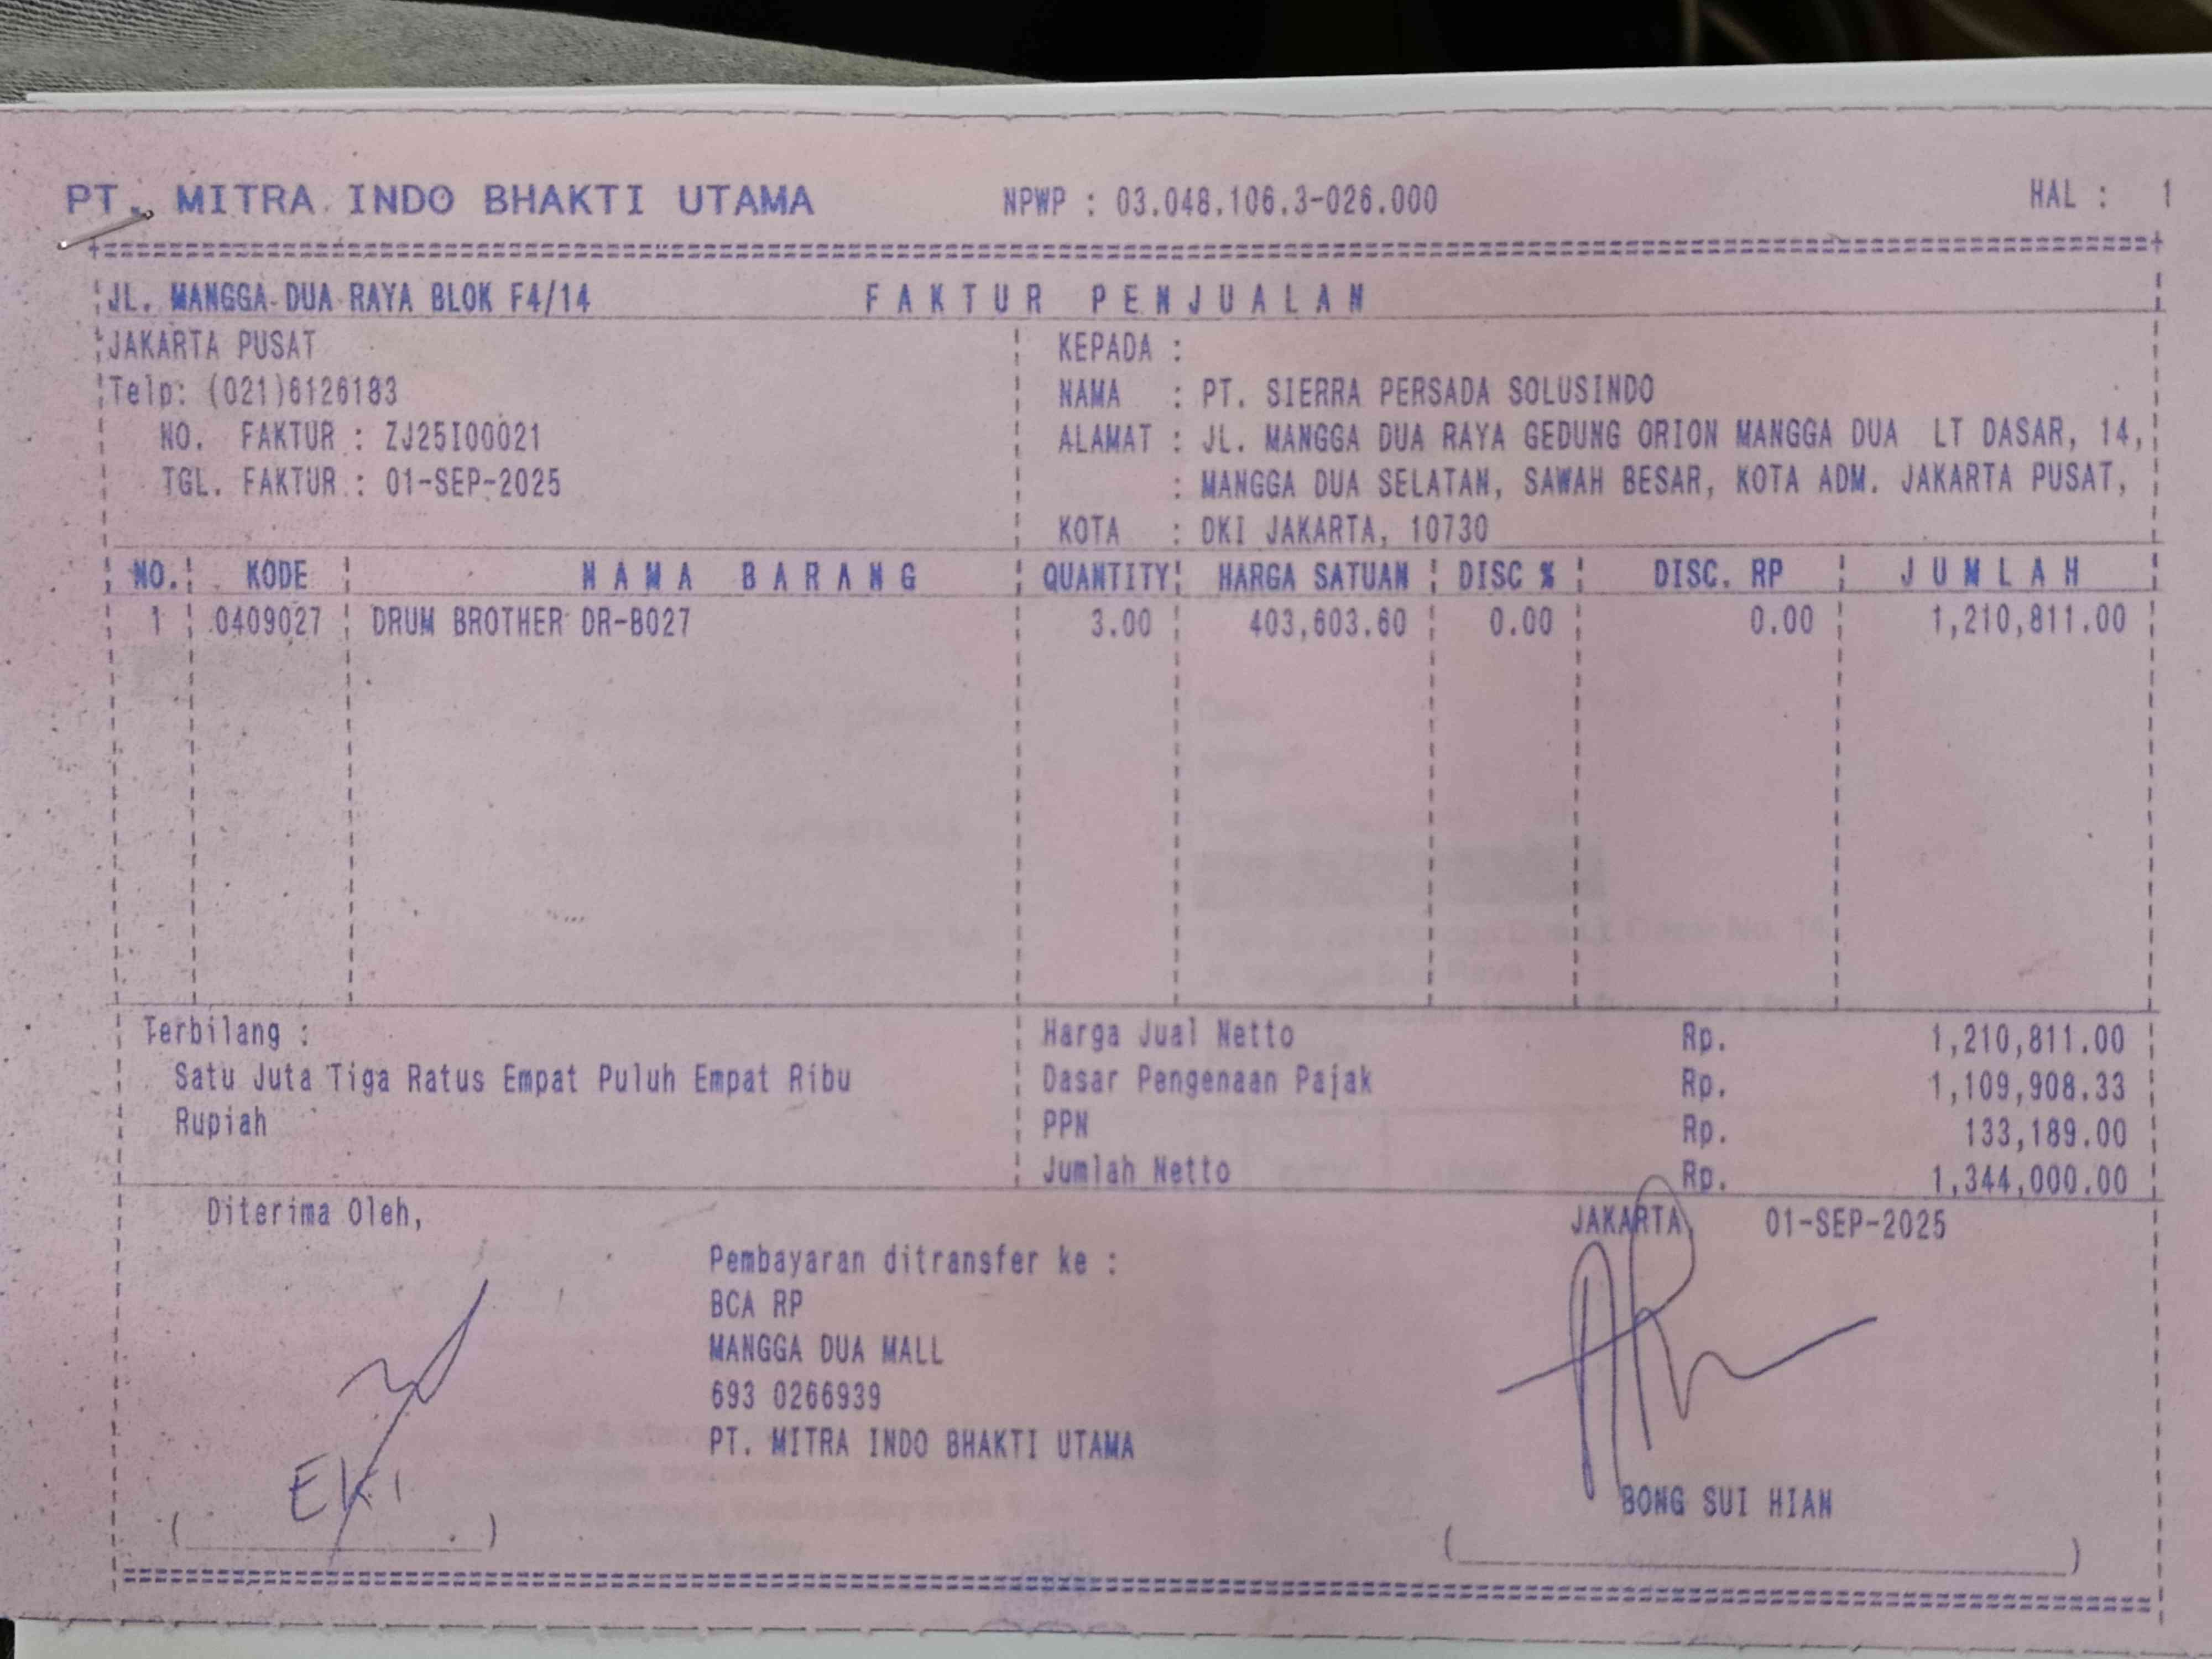 PT. MITRA INDO BHAKTI UTAMA NPWP : 03.048.106.3-026.000 HAL : 1
JL. MANGGA DUA RAYA BLOK F4/14 FAKTUR PENJUALAN
JAKARTA PUSAT KEPADA :
Telp: (021)6126183 NAMA : PT. SIERRA PERSADA SOLUSINDO
NO. FAKTUR : ZJ25I00021 ALAMAT : JL. MANGGA DUA RAYA GEDUNG ORION MANGGA DUA LT DASAR, 14,
TGL. FAKTUR : 01-SEP-2025 : MANGGA DUA SELATAN, SAWAH BESAR, KOTA ADM. JAKARTA PUSAT,
KOTA : DKI JAKARTA, 10730
NO. KODE NAMA BARANG QUANTITY HARGA SATUAN DISC % DISC. RP JUMLAH
1 0409027 DRUM BROTHER DR-B027 3.00 403,603.60 0.00 0.00 1,210,811.00
Terbilang : Harga Jual Netto Rp. 1,210,811.00
Satu Juta Tiga Ratus Empat Puluh Empat Ribu Dasar Pengenaan Pajak Rp. 1,109,908.33
Rupiah PPN Rp. 133,189.00
Jumlah Netto Rp. 1,344,000.00
Diterima Oleh, JAKARTA, 01-SEP-2025
Pembayaran ditransfer ke :
BCA RP
MANGGA DUA MALL
693 0266939
PT. MITRA INDO BHAKTI UTAMA
EKI
BONG SUI HIAN